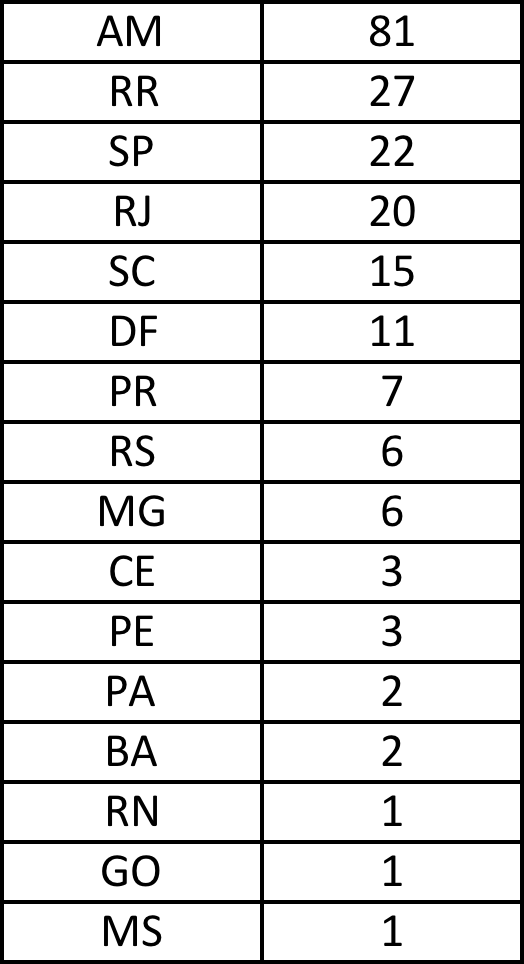 AM 81
RR 27
SP 22
RJ 20
SC 15
DF 11
PR 7
RS 6
MG 6
CE 3
PE 3
PA 2
BA 2
RN 1
GO 1
MS 1